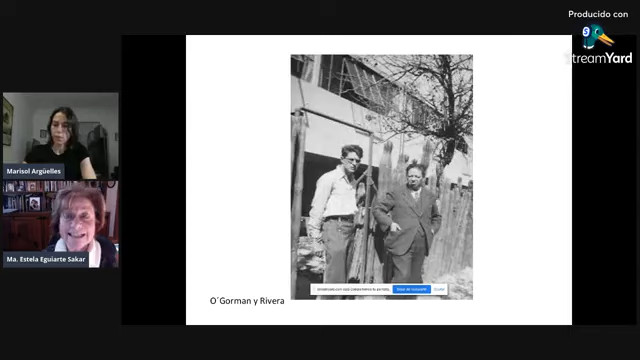 Producido con
StreamYard
Marisol Argüelles
Ma. Estela Eguiarte Sakar
O´Gorman y Rivera